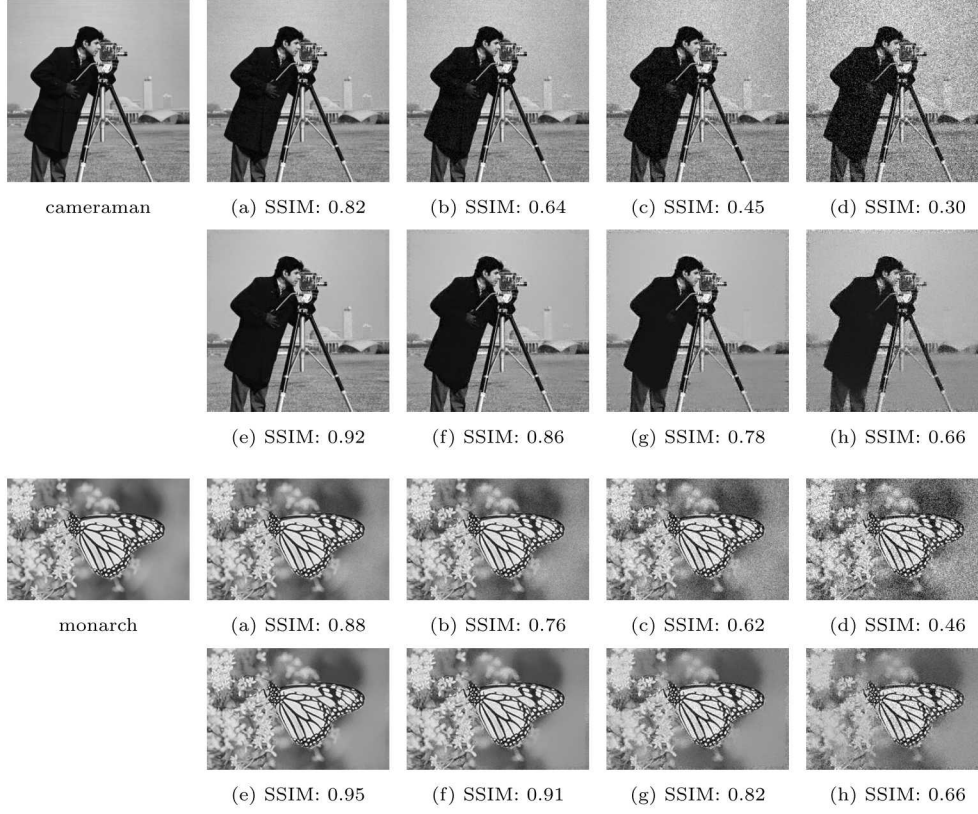 cameraman (a) SSIM: 0.82 (b) SSIM: 0.64 (c) SSIM: 0.45 (d) SSIM: 0.30
(e) SSIM: 0.92 (f) SSIM: 0.86 (g) SSIM: 0.78 (h) SSIM: 0.66
monarch (a) SSIM: 0.88 (b) SSIM: 0.76 (c) SSIM: 0.62 (d) SSIM: 0.46
(e) SSIM: 0.95 (f) SSIM: 0.91 (g) SSIM: 0.82 (h) SSIM: 0.66